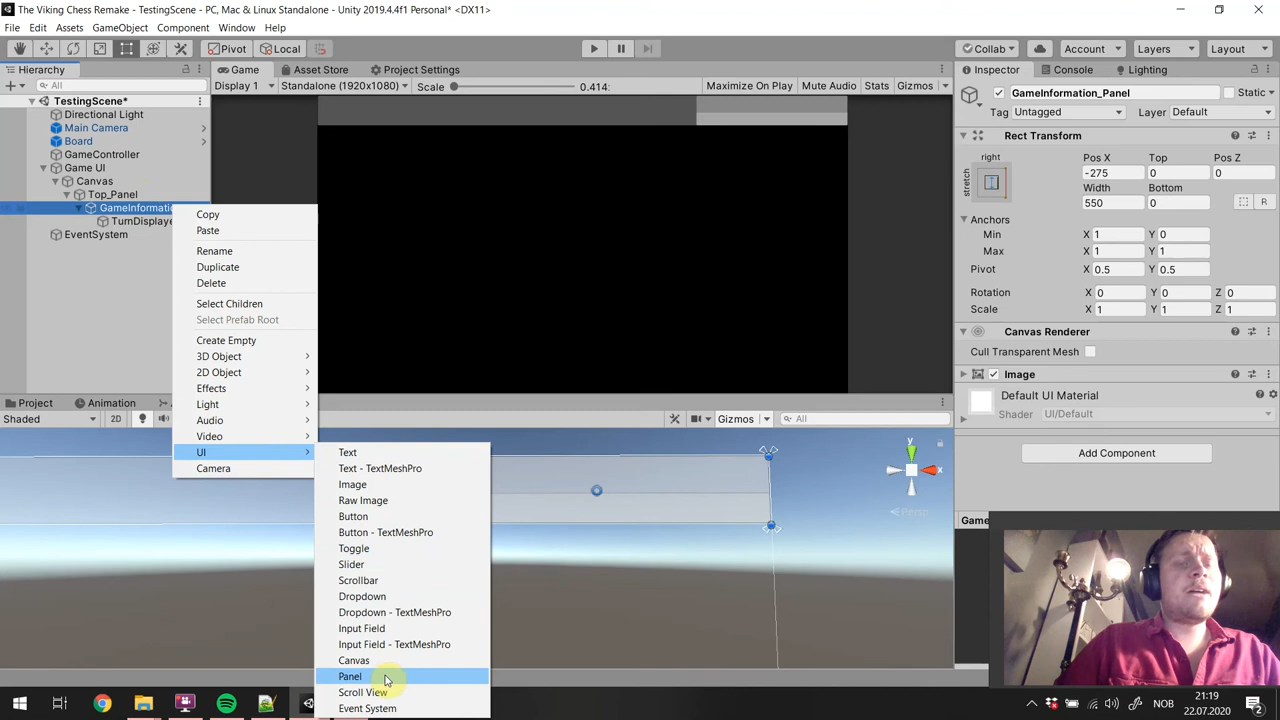 The Viking Chess Remake - TestingScene - PC, Mac & Linux Standalone - Unity 2019.4.4f1 Personal* <DX11>
File Edit Assets GameObject Component Window Help
Pivot Local Collab Account Layers Layout
Hierarchy
All
TestingScene*
Directional Light
Main Camera
Board
GameController
Game UI
Canvas
Top_Panel
GameInformatic
TurnDisplaye
EventSystem
Game Asset Store Project Settings
Display 1 Standalone (1920x1080) Scale 0.414: Maximize On Play Mute Audio Stats Gizmos
Copy
Paste
Rename
Duplicate
Delete
Select Children
Select Prefab Root
Create Empty
3D Object
2D Object
Effects
Light
Audio
Video
UI
Camera
Text
Text - TextMeshPro
Image
Raw Image
Button
Button - TextMeshPro
Toggle
Slider
Scrollbar
Dropdown
Dropdown - TextMeshPro
Input Field
Input Field - TextMeshPro
Canvas
Panel
Scroll View
Event System
Project Animation
Shaded 2D Gizmos All
y
x
Persp
Inspector Console Lighting
GameInformation_Panel Static
Tag Untagged Layer Default
Rect Transform
right
stretch
Pos X Top Pos Z
-275 0 0
Width Bottom
550 0 R
Anchors
Min X 1 Y 0
Max X 1 Y 1
Pivot X 0.5 Y 0.5
Rotation X 0 Y 0 Z 0
Scale X 1 Y 1 Z 1
Canvas Renderer
Cull Transparent Mesh
Image
Default UI Material
Shader UI/Default
Add Component
Game
NOB
21:19
22.07.2020
2